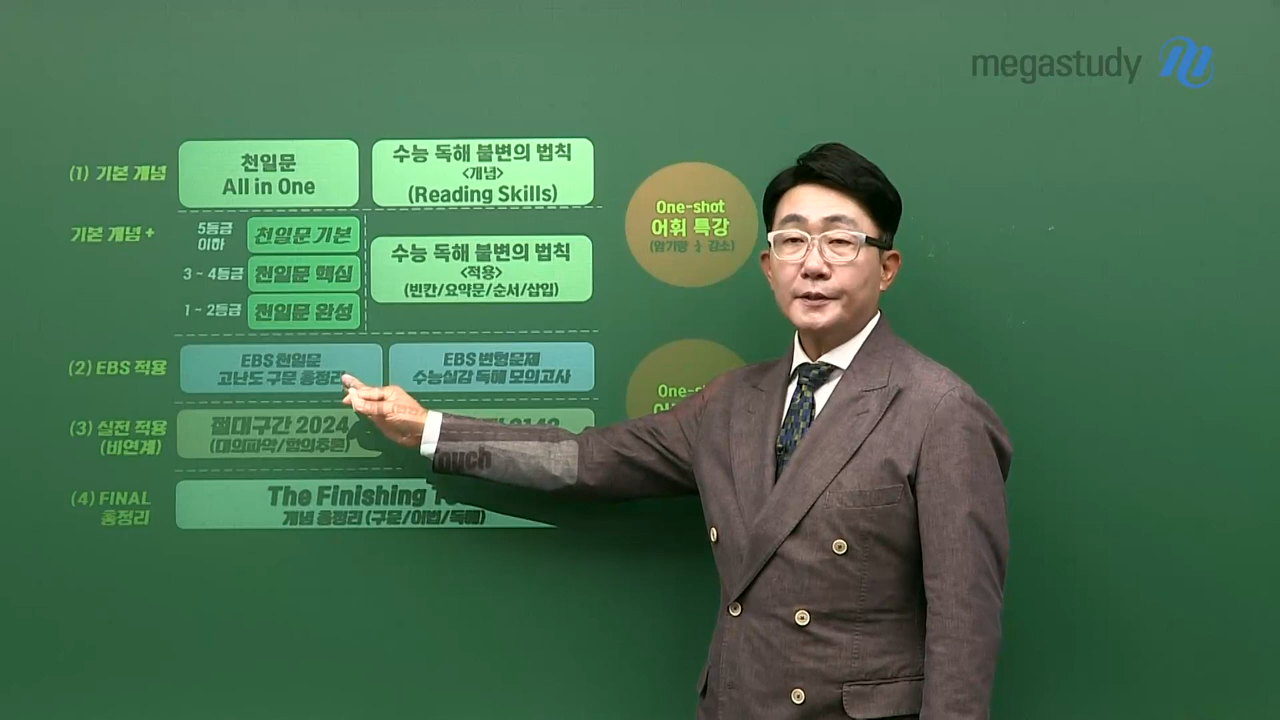 megastudy
(1) 기본 개념
천일문
All in One
수능 독해 불변의 법칙
<개념>
(Reading Skills)
One-shot
어휘 특강
(암기량 ½ 감소)
기본 개념 +
5등급
이하
천일문 기본
3 ~ 4등급
천일문 핵심
1 ~ 2등급
천일문 완성
수능 독해 불변의 법칙
<적용>
(빈칸/요약문/순서/삽입)
(2) EBS 적용
EBS 천일문
고난도 구문 총정리
EBS 변형문제
수능실감 독해 모의고사
(3) 실전 적용
(비연계)
절대구간 2024
(대의파악/함의추론)
(4) FINAL
총정리
The Finishing Touch
개념 총정리 (구문/어법/독해)